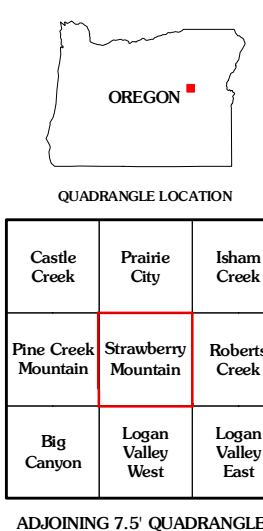 OREGON
QUADRANGLE LOCATION
Castle Creek
Prairie City
Isham Creek
Pine Creek Mountain
Strawberry Mountain
Roberts Creek
Big Canyon
Logan Valley West
Logan Valley East
ADJOINING 7.5' QUADRANGLE